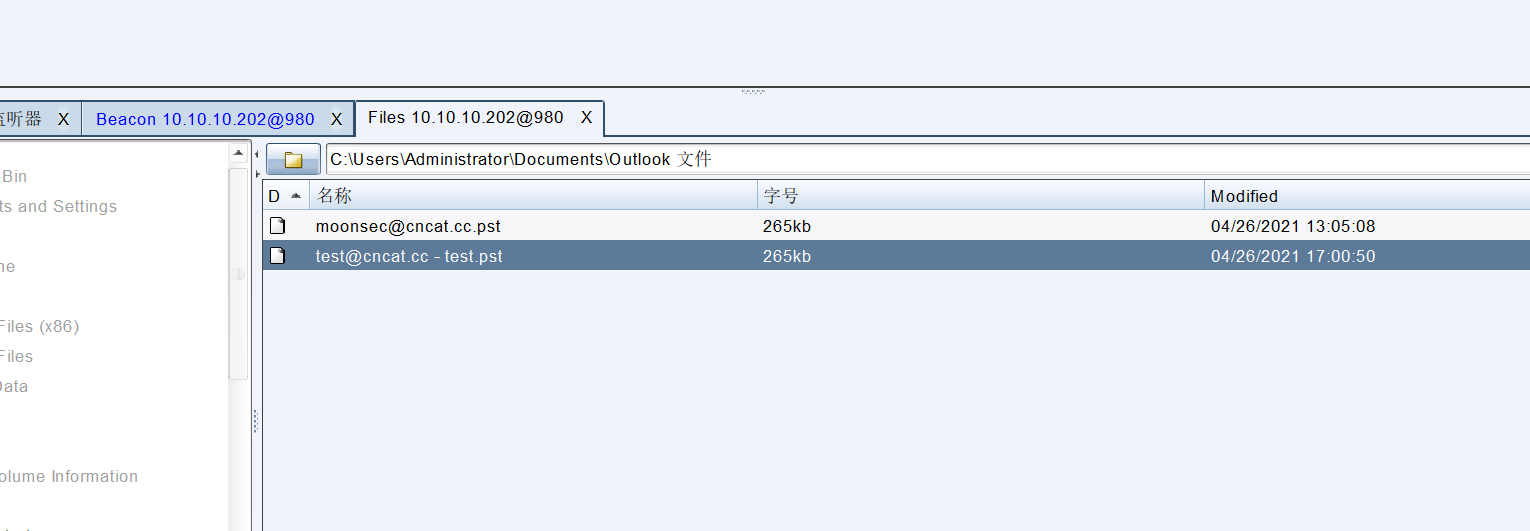 听器 X Beacon 10.10.10.202@980 X Files 10.10.10.202@980 X
C:\Users\Administrator\Documents\Outlook 文件
Bin
ts and Settings
ne
Files (x86)
Files
Data
olume Information
D 名称 字号 Modified
moonsec@cncat.cc.pst 265kb 04/26/2021 13:05:08
test@cncat.cc - test.pst 265kb 04/26/2021 17:00:50